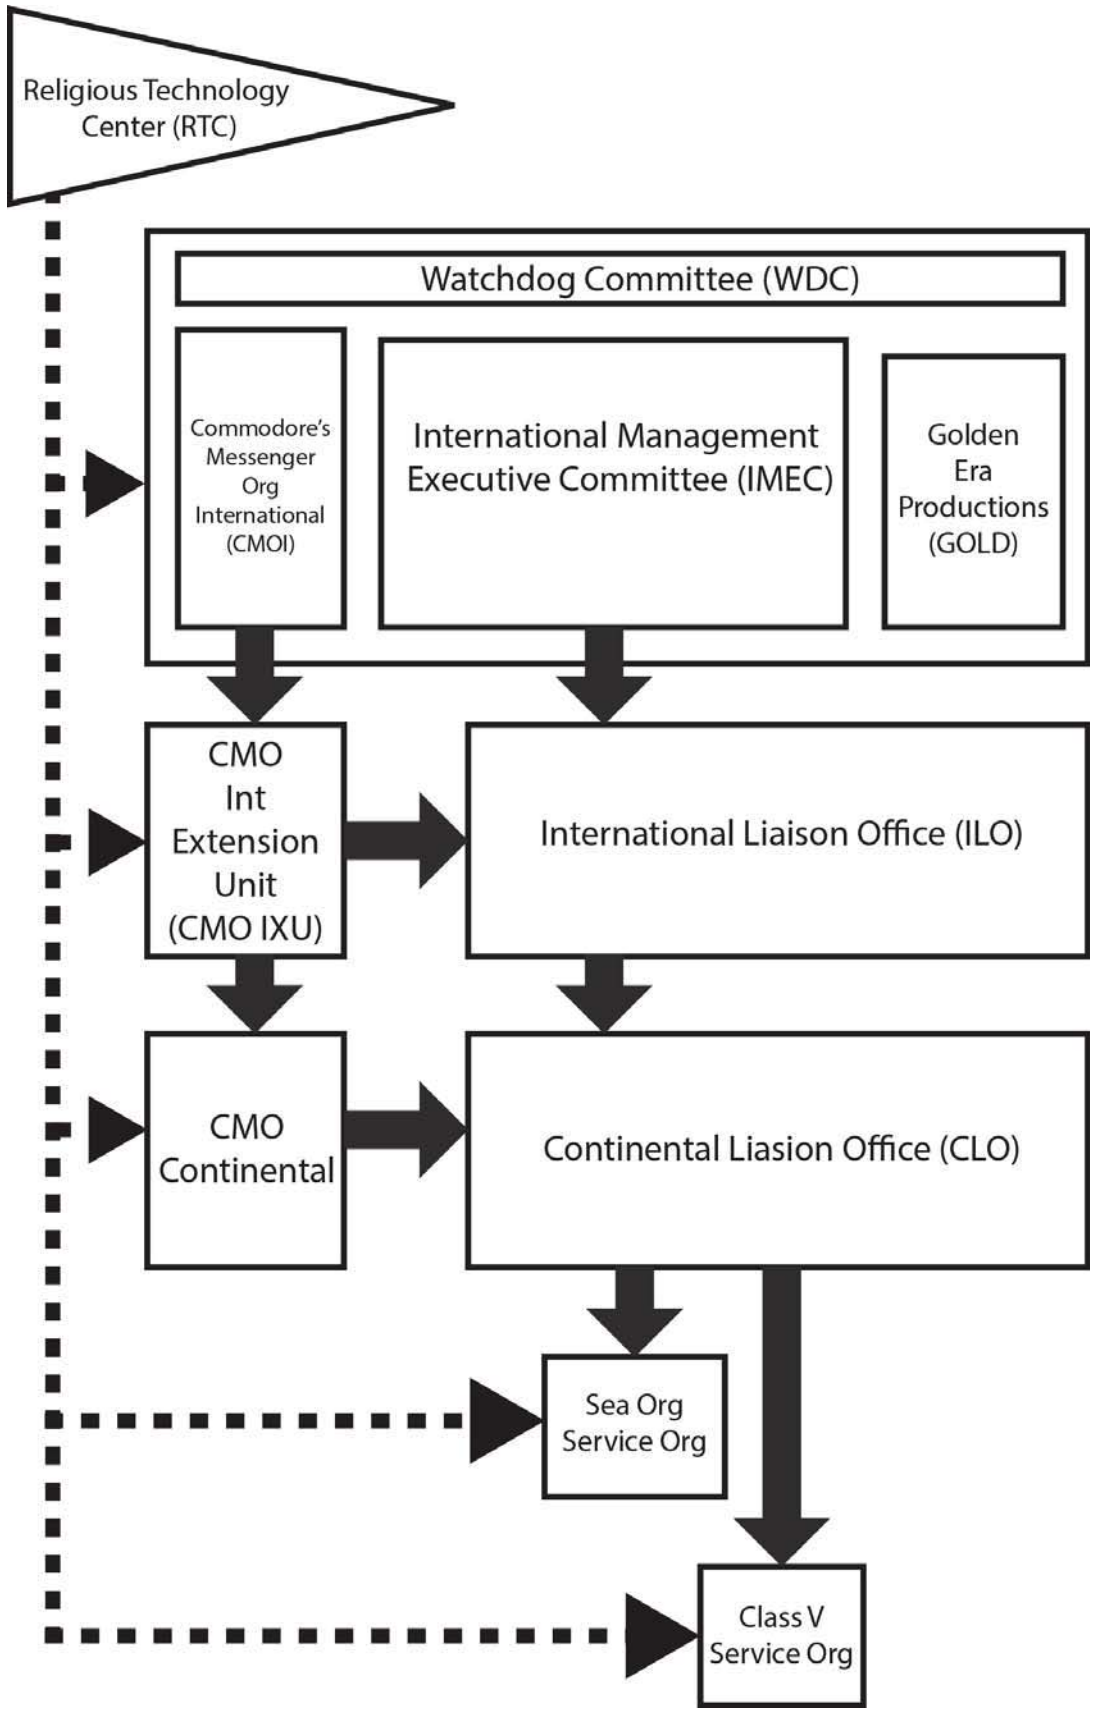 Religious Technology
Center (RTC)
Watchdog Committee (WDC)
Commodore's
Messenger
Org
International
(CMOI)
International Management
Executive Committee (IMEC)
Golden
Era
Productions
(GOLD)
CMO
Int
Extension
Unit
(CMO IXU)
International Liaison Office (ILO)
CMO
Continental
Continental Liasion Office (CLO)
Sea Org
Service Org
Class V
Service Org